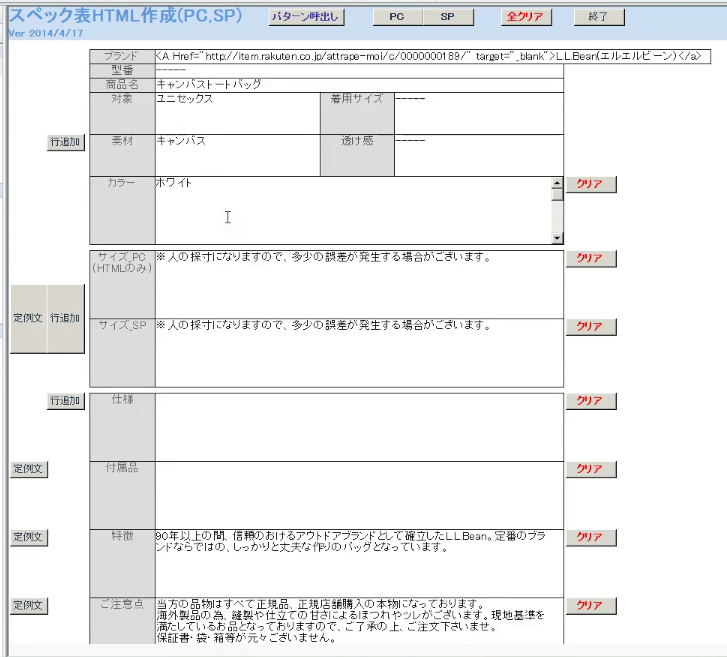 スペック表HTML作成(PC,SP) パターン呼出し PC SP 全クリア 終了
Ver 2014/4/17
ブランド <A Href="http://item.rakuten.co.jp/attrape-moi/c/0000000189/" target="_blank">L.L.Bean(エルエルビーン)</a>
型番 -----
商品名 キャンバストートバッグ
対象 ユニセックス 着用サイズ -----
行追加 素材 キャンバス 透け感 -----
カラー ホワイト クリア
サイズ_PC ※人の採寸になりますので、多少の誤差が発生する場合がございます。 クリア
(HTMLのみ)
定例文 行追加
サイズ_SP ※人の採寸になりますので、多少の誤差が発生する場合がございます。 クリア
行追加 仕様 クリア
定例文 付属品 クリア
定例文 特徴 90年以上の間、信頼のおけるアウトドアブランドとして確立したL.L.Bean。定番のブラ クリア
ンドならではの、しっかりと丈夫な作りのバッグとなっています。
定例文 ご注意点 当方の品物はすべて正規品、正規店舗購入の本物になっております。 クリア
海外製品の為、縫製や仕立ての甘さによるほつれやツレがございます。現地基準を
満たしているお品となっておりますので、ご了承の上、ご注文下さいませ。
保証書・袋・箱等が元々ございません。